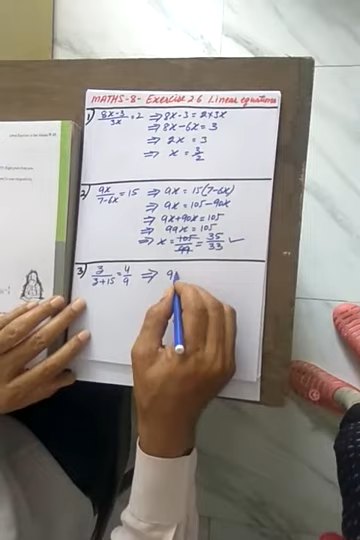 MATHS-8- Exercise 2.6 Linear equations
1) 8x-3/3x = 2 ⇒ 8x-3 = 2×3x
⇒ 8x-6x = 3
⇒ 2x = 3
⇒ x = 3/2
2) 9x/7-6x = 15 ⇒ 9x = 15(7-6x)
⇒ 9x = 105-90x
⇒ 9x+90x=105
⇒ 99x = 105
⇒ x = 105/99 = 35/33 ✓
3) 3/3+15 = 4/9 ⇒ 9